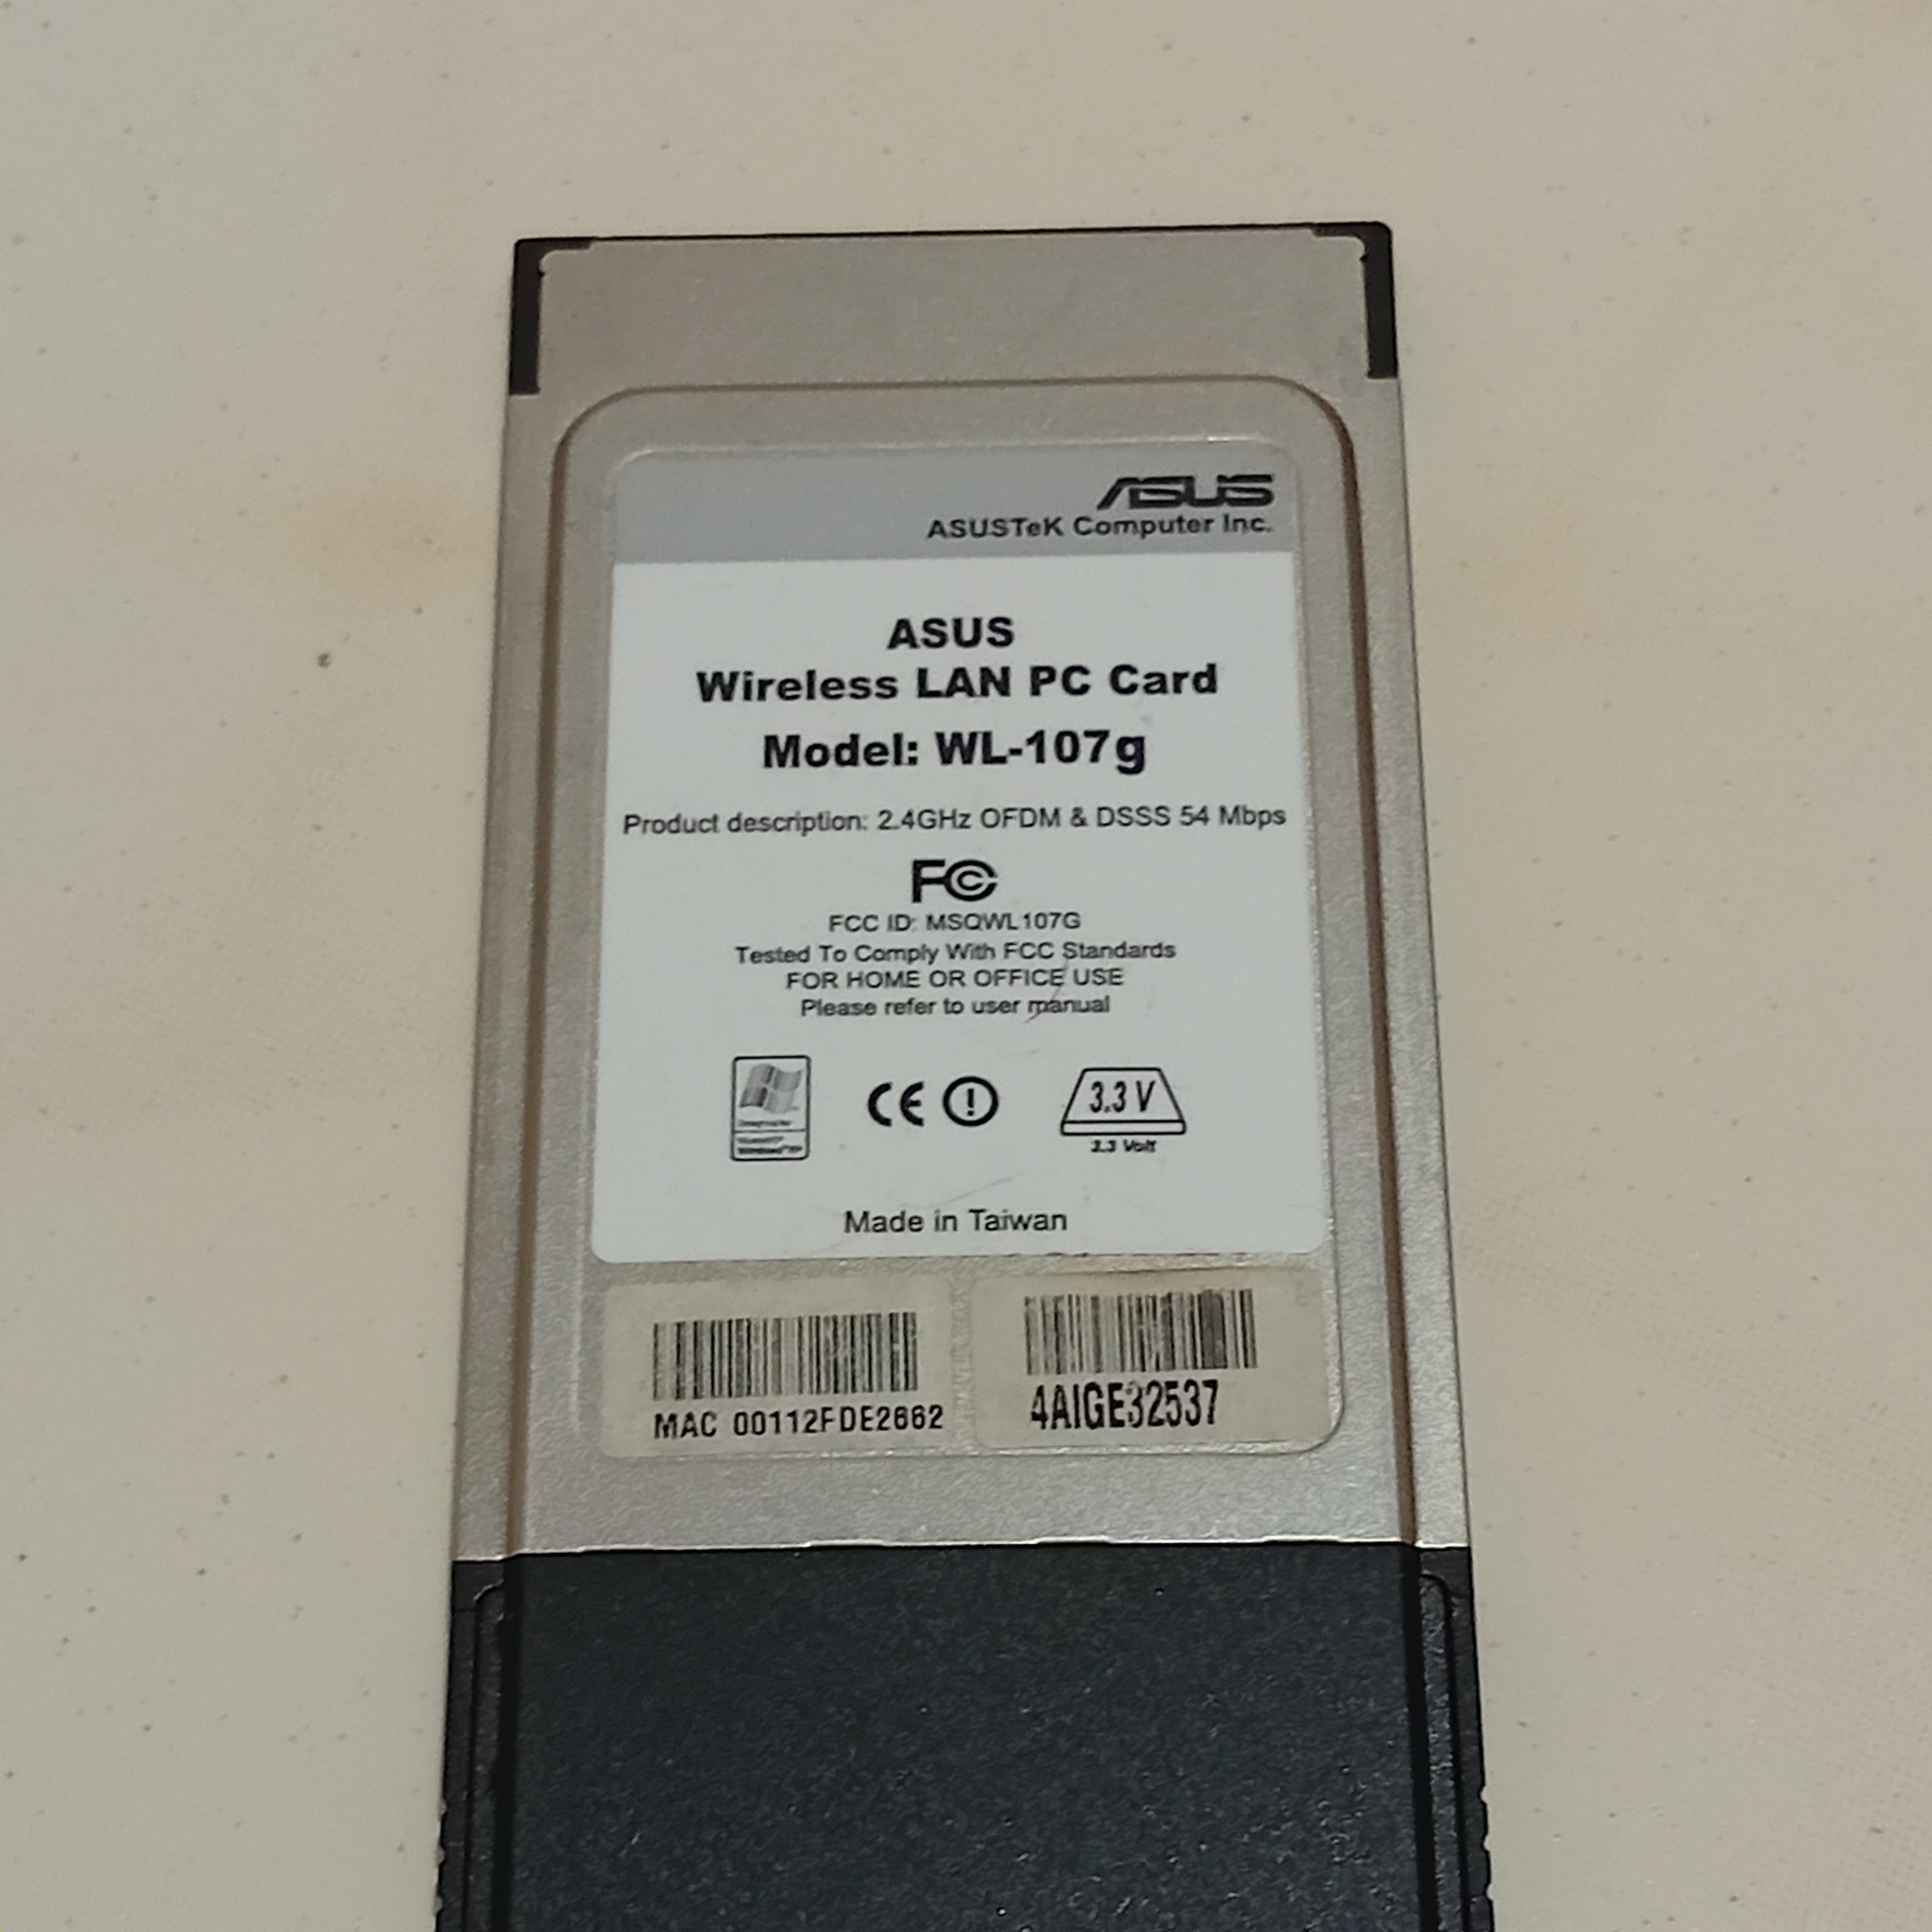 ASUS
ASUSTeK Computer Inc.
ASUS
Wireless LAN PC Card
Model: WL-107g
Product description: 2.4GHz OFDM & DSSS 54 Mbps
FC
FCC ID: MSQWL107G
Tested To Comply With FCC Standards
FOR HOME OR OFFICE USE
Please refer to user manual
CE ! 3.3 V
3.3 Volt
Made in Taiwan
MAC 00112FDE2662
4AIGE32537